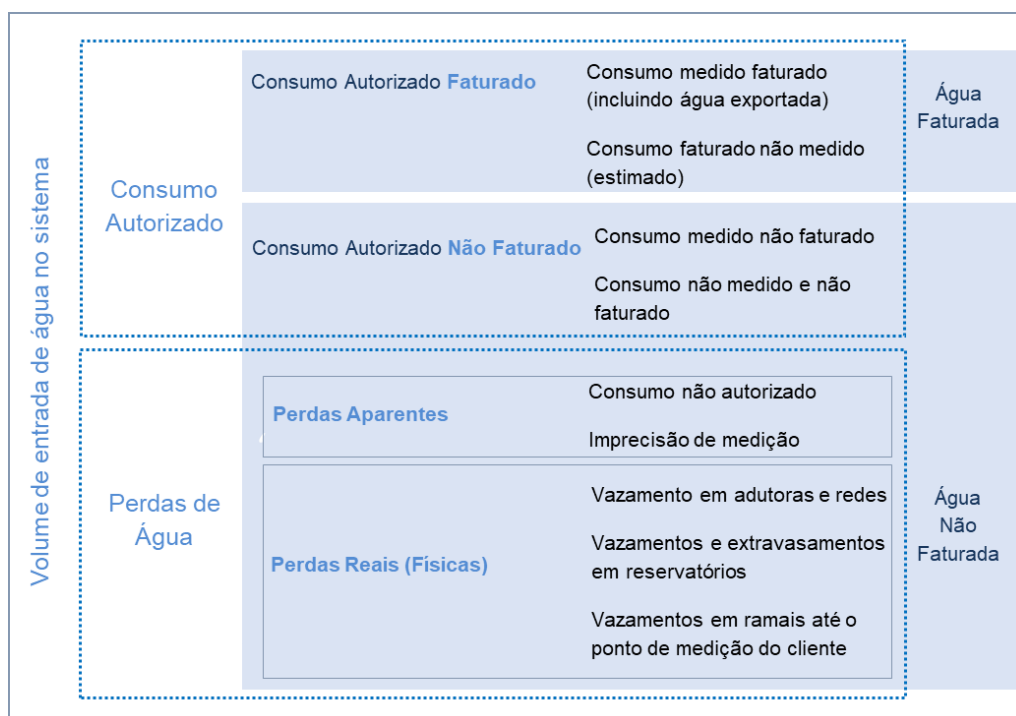 Volume de entrada de água no sistema
Consumo
Autorizado
Consumo Autorizado Faturado
Consumo medido faturado
(incluindo água exportada)
Consumo faturado não medido
(estimado)
Água
Faturada
Consumo Autorizado Não Faturado
Consumo medido não faturado
Consumo não medido e não
faturado
Perdas de
Água
Perdas Aparentes
Consumo não autorizado
Imprecisão de medição
Perdas Reais (Físicas)
Vazamento em adutoras e redes
Vazamentos e extravasamentos
em reservatórios
Vazamentos em ramais até o
ponto de medição do cliente
Água
Não
Faturada